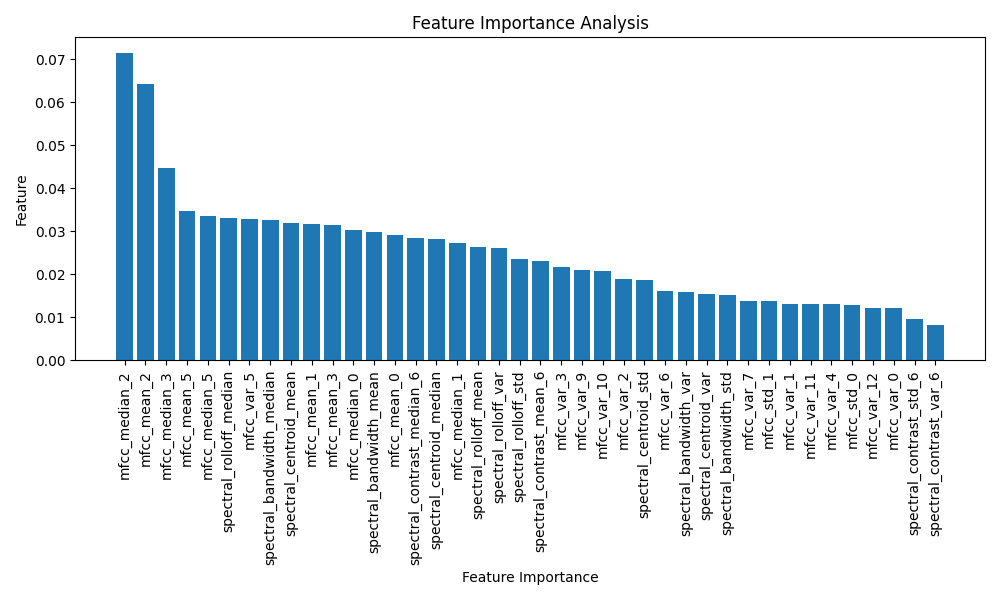 Feature Importance Analysis
Feature
0.07
0.06
0.05
0.04
0.03
0.02
0.01
0.00
mfcc_median_2
mfcc_mean_2
mfcc_median_3
mfcc_mean_5
mfcc_median_5
spectral_rolloff_median
mfcc_var_5
spectral_bandwidth_median
spectral_centroid_mean
mfcc_mean_1
mfcc_mean_3
mfcc_median_0
spectral_bandwidth_mean
mfcc_mean_0
spectral_contrast_median_6
spectral_centroid_median
mfcc_median_1
spectral_rolloff_mean
spectral_rolloff_var
spectral_rolloff_std
spectral_contrast_mean_6
mfcc_var_3
mfcc_var_9
mfcc_var_10
mfcc_var_2
spectral_centroid_std
mfcc_var_6
spectral_bandwidth_var
spectral_centroid_var
spectral_bandwidth_std
mfcc_var_7
mfcc_std_1
mfcc_var_1
mfcc_var_11
mfcc_var_4
mfcc_std_0
mfcc_var_12
mfcc_var_0
spectral_contrast_std_6
spectral_contrast_var_6
Feature Importance